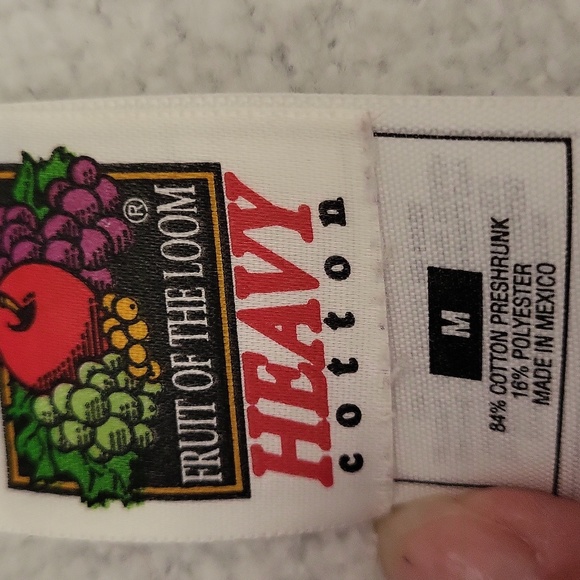 FRUIT OF THE LOOM®
HEAVY
cotton
M
84% COTTON PRESHRUNK
16% POLYESTER
MADE IN MEXICO